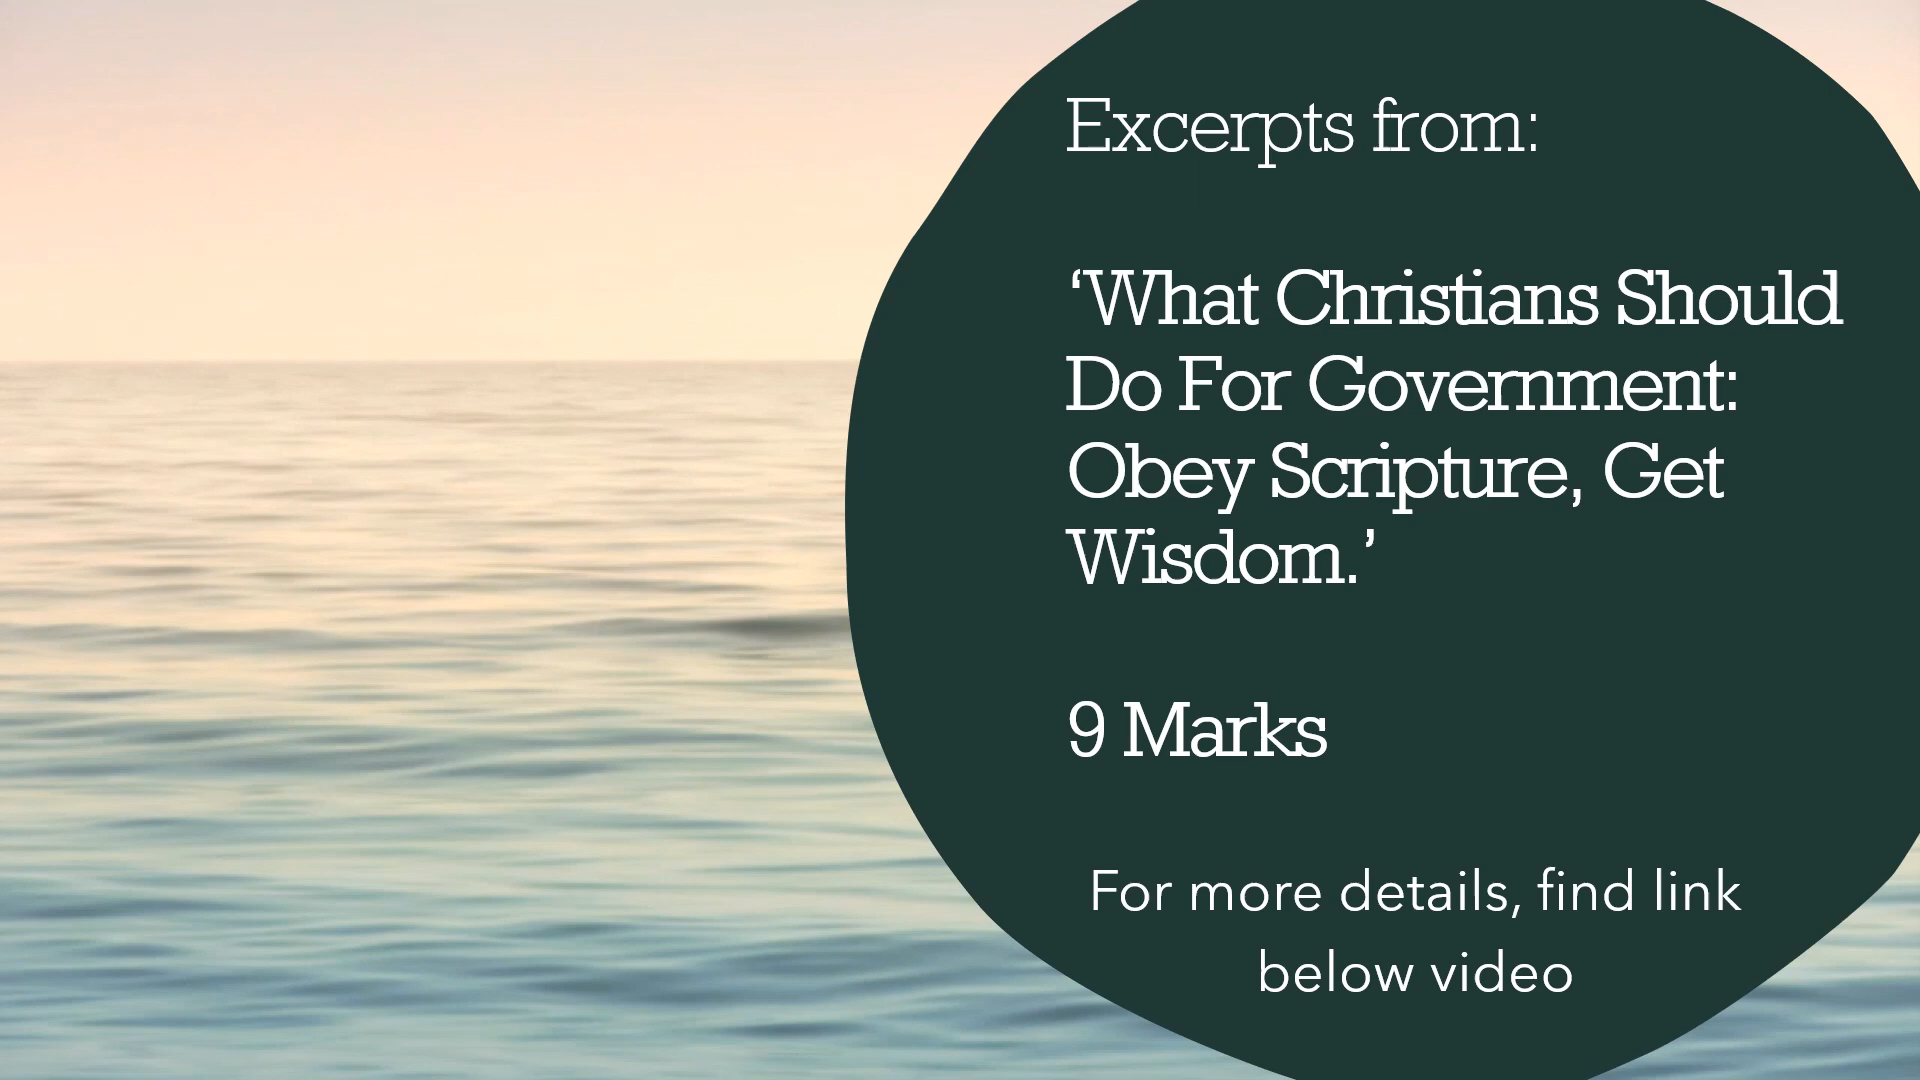 Excerpts from:
‘What Christians Should
Do For Government:
Obey Scripture, Get
Wisdom.’
9 Marks
For more details, find link
below video